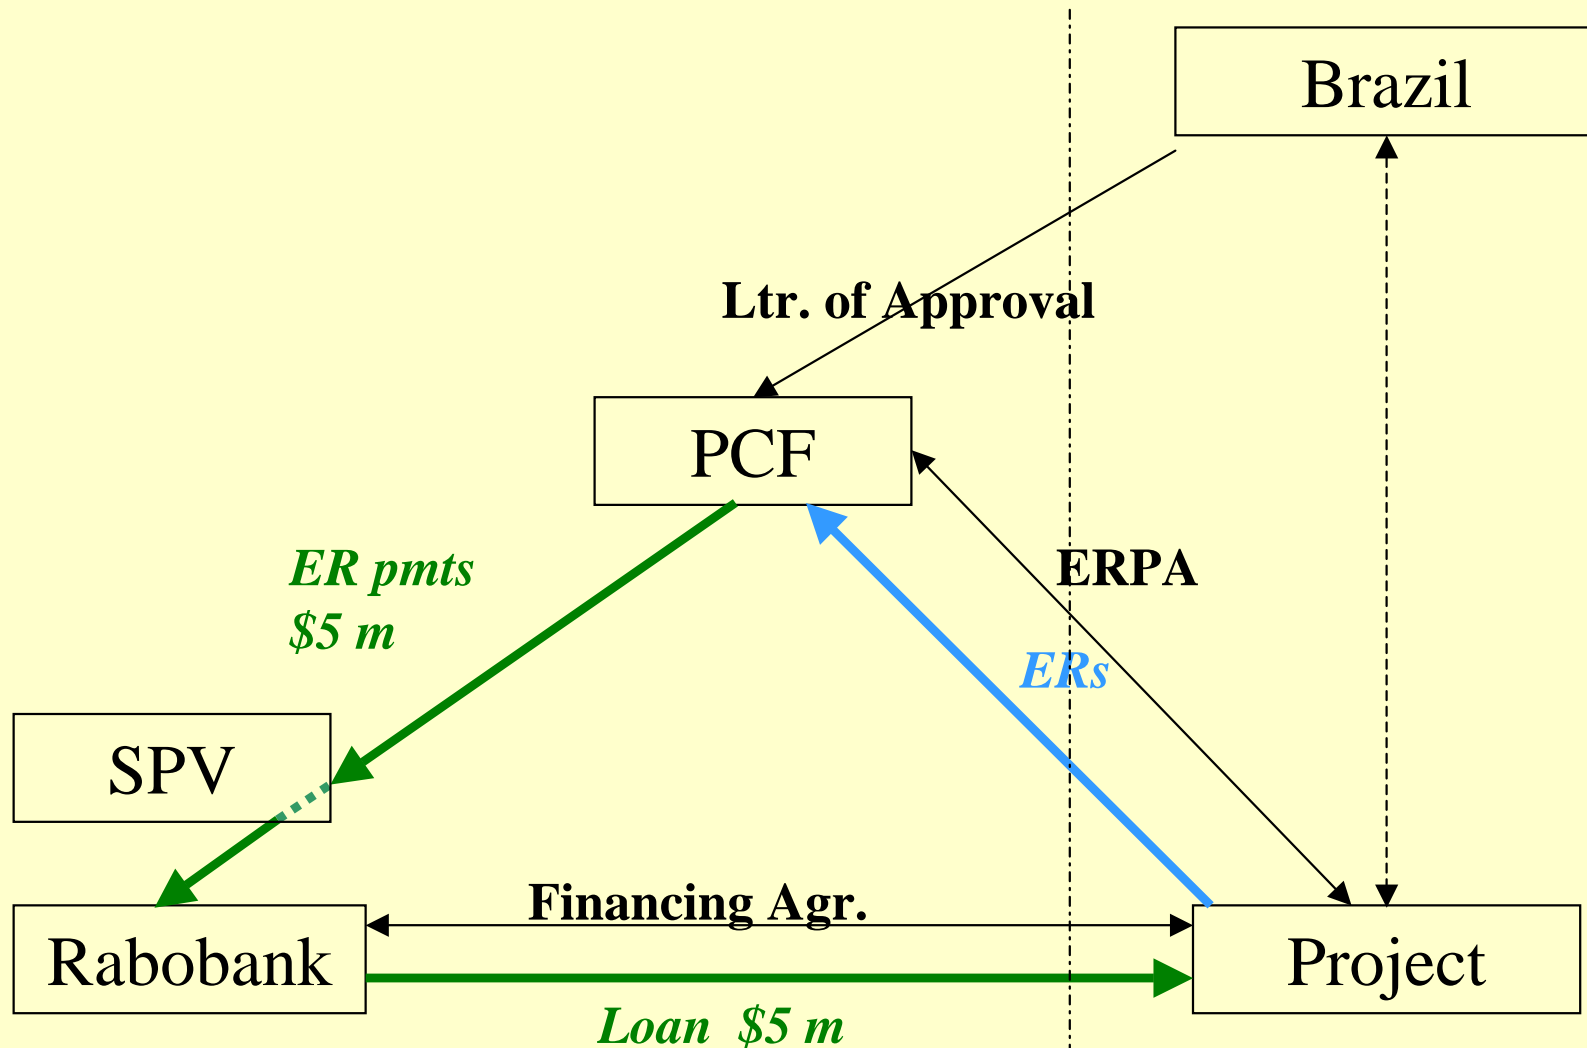 Brazil
Ltr. of Approval
PCF
ER pmts
$5 m
ERPA
ERs
SPV
Financing Agr.
Rabobank
Project
Loan $5 m